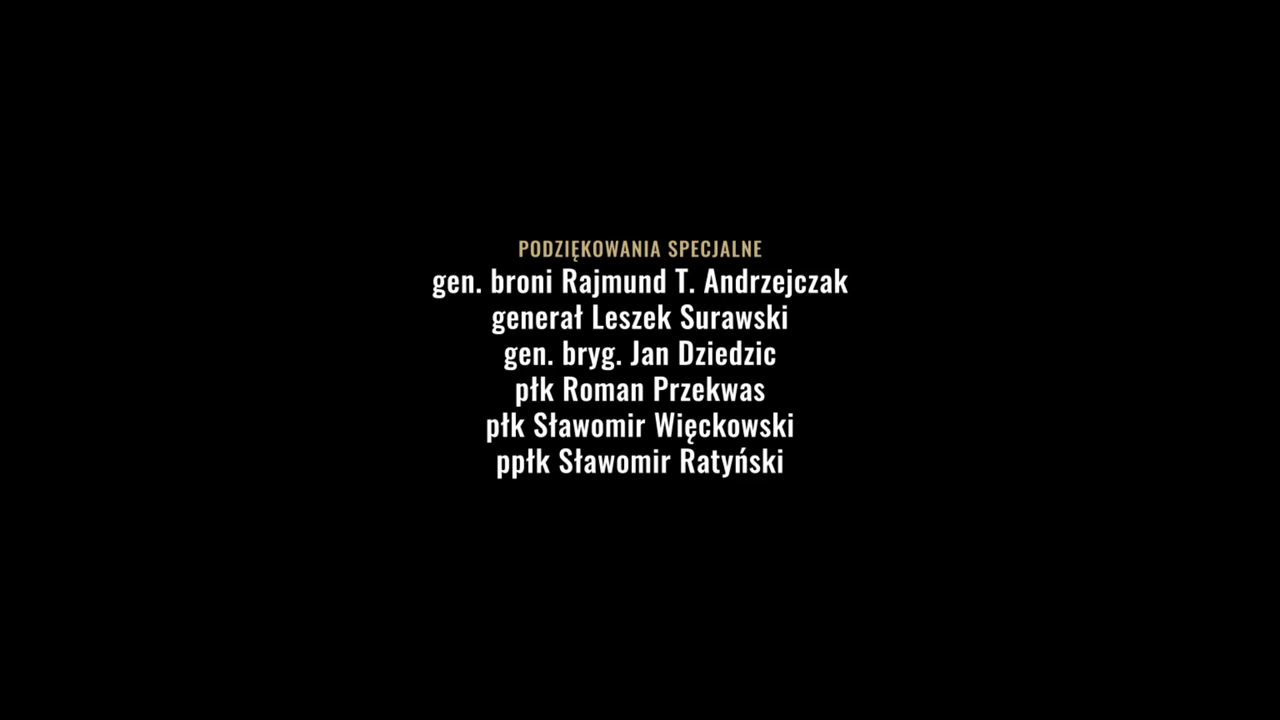 PODZIĘKOWANIA SPECJALNE
gen. broni Rajmund T. Andrzejczak
generał Leszek Surawski
gen. bryg. Jan Dziedzic
płk Roman Przekwas
płk Sławomir Więckowski
ppłk Sławomir Ratyński